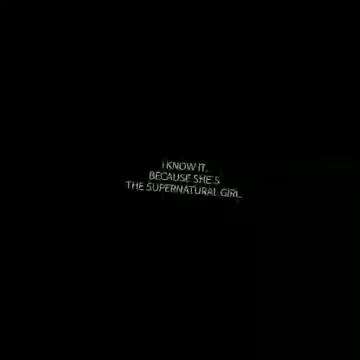 I KNOW IT.
BECAUSE SHE'S
THE SUPERNATURAL GIRL.